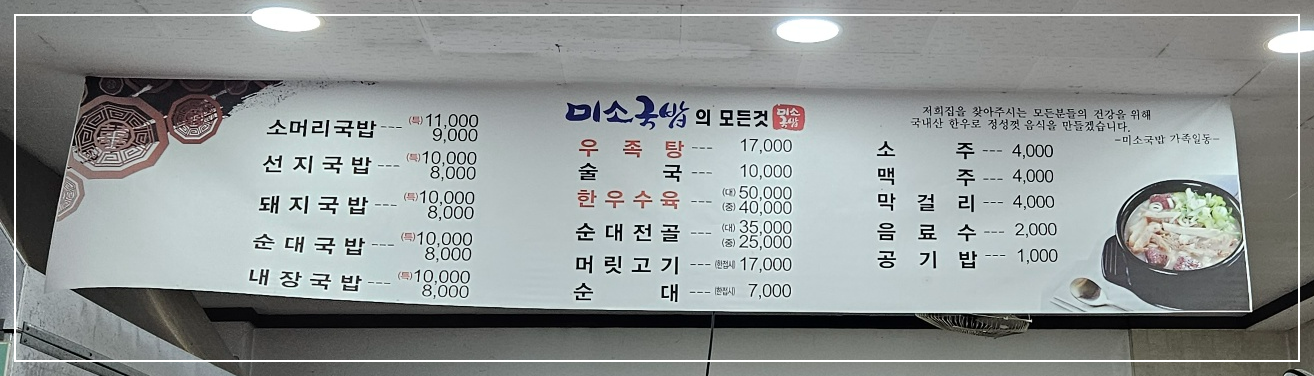 소머리국밥 --- (특) 11,000
9,000
선지국밥 --- (특) 10,000
8,000
돼지국밥 --- (특) 10,000
8,000
순대국밥 --- (특) 10,000
8,000
내장국밥 --- (특) 10,000
8,000
미소국밥의 모든것 미소국밥
우족탕 --- 17,000
술국 --- 10,000
한우수육 --- (대) 50,000
(중) 40,000
순대전골 --- (대) 35,000
(중) 25,000
머릿고기 --- (한접시) 17,000
순대 --- (한접시) 7,000
저희집을 찾아주시는 모든분들의 건강을 위해
국내산 한우로 정성껏 음식을 만들겠습니다.
-미소국밥 가족일동-
소주 --- 4,000
맥주 --- 4,000
막걸리 --- 4,000
음료수 --- 2,000
공기밥 --- 1,000